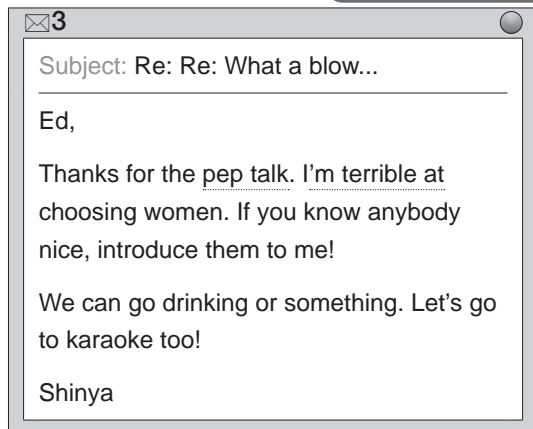 3
Subject: Re: Re: What a blow...
Ed,
Thanks for the pep talk. I'm terrible at
choosing women. If you know anybody
nice, introduce them to me!
We can go drinking or something. Let's go
to karaoke too!
Shinya